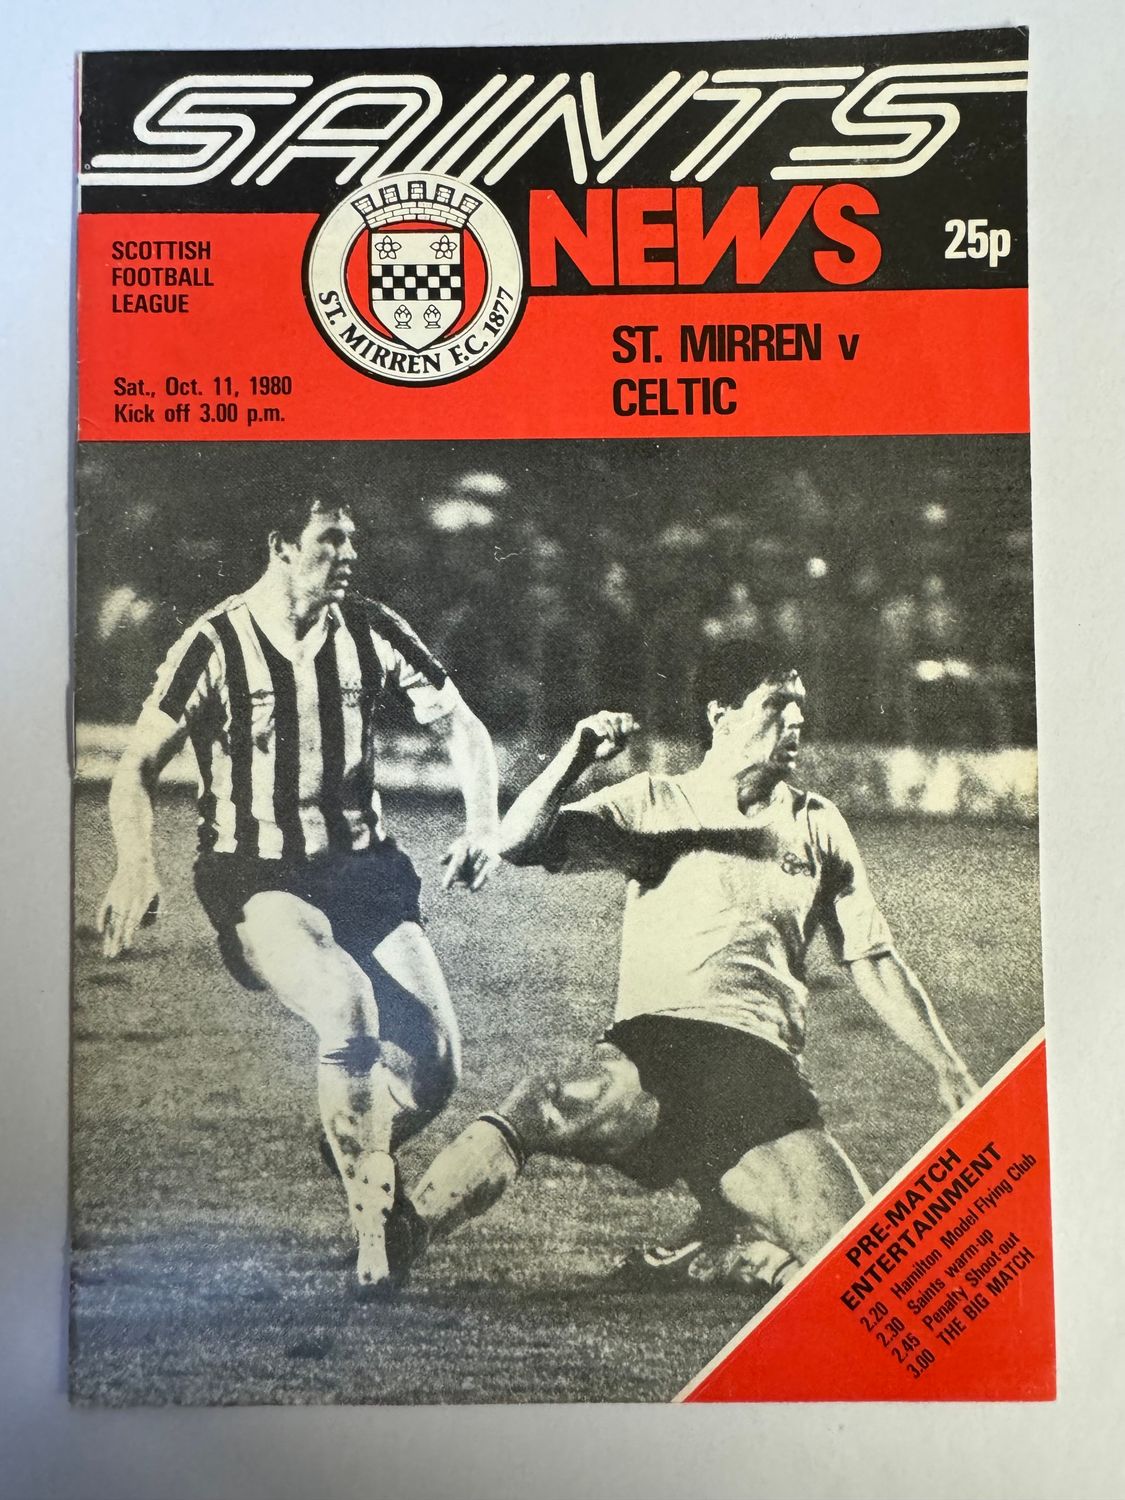 SAINTS
NEWS
25p
SCOTTISH
FOOTBALL
LEAGUE
ST. MIRREN F.C. 1877
Sat., Oct. 11, 1980
Kick off 3.00 p.m.
ST. MIRREN v
CELTIC
PRE-MATCH
ENTERTAINMENT
2.20 Hamilton Model Flying Club
2.30 Saints warm-up
2.45 Penalty Shoot-out
3.00 THE BIG MATCH